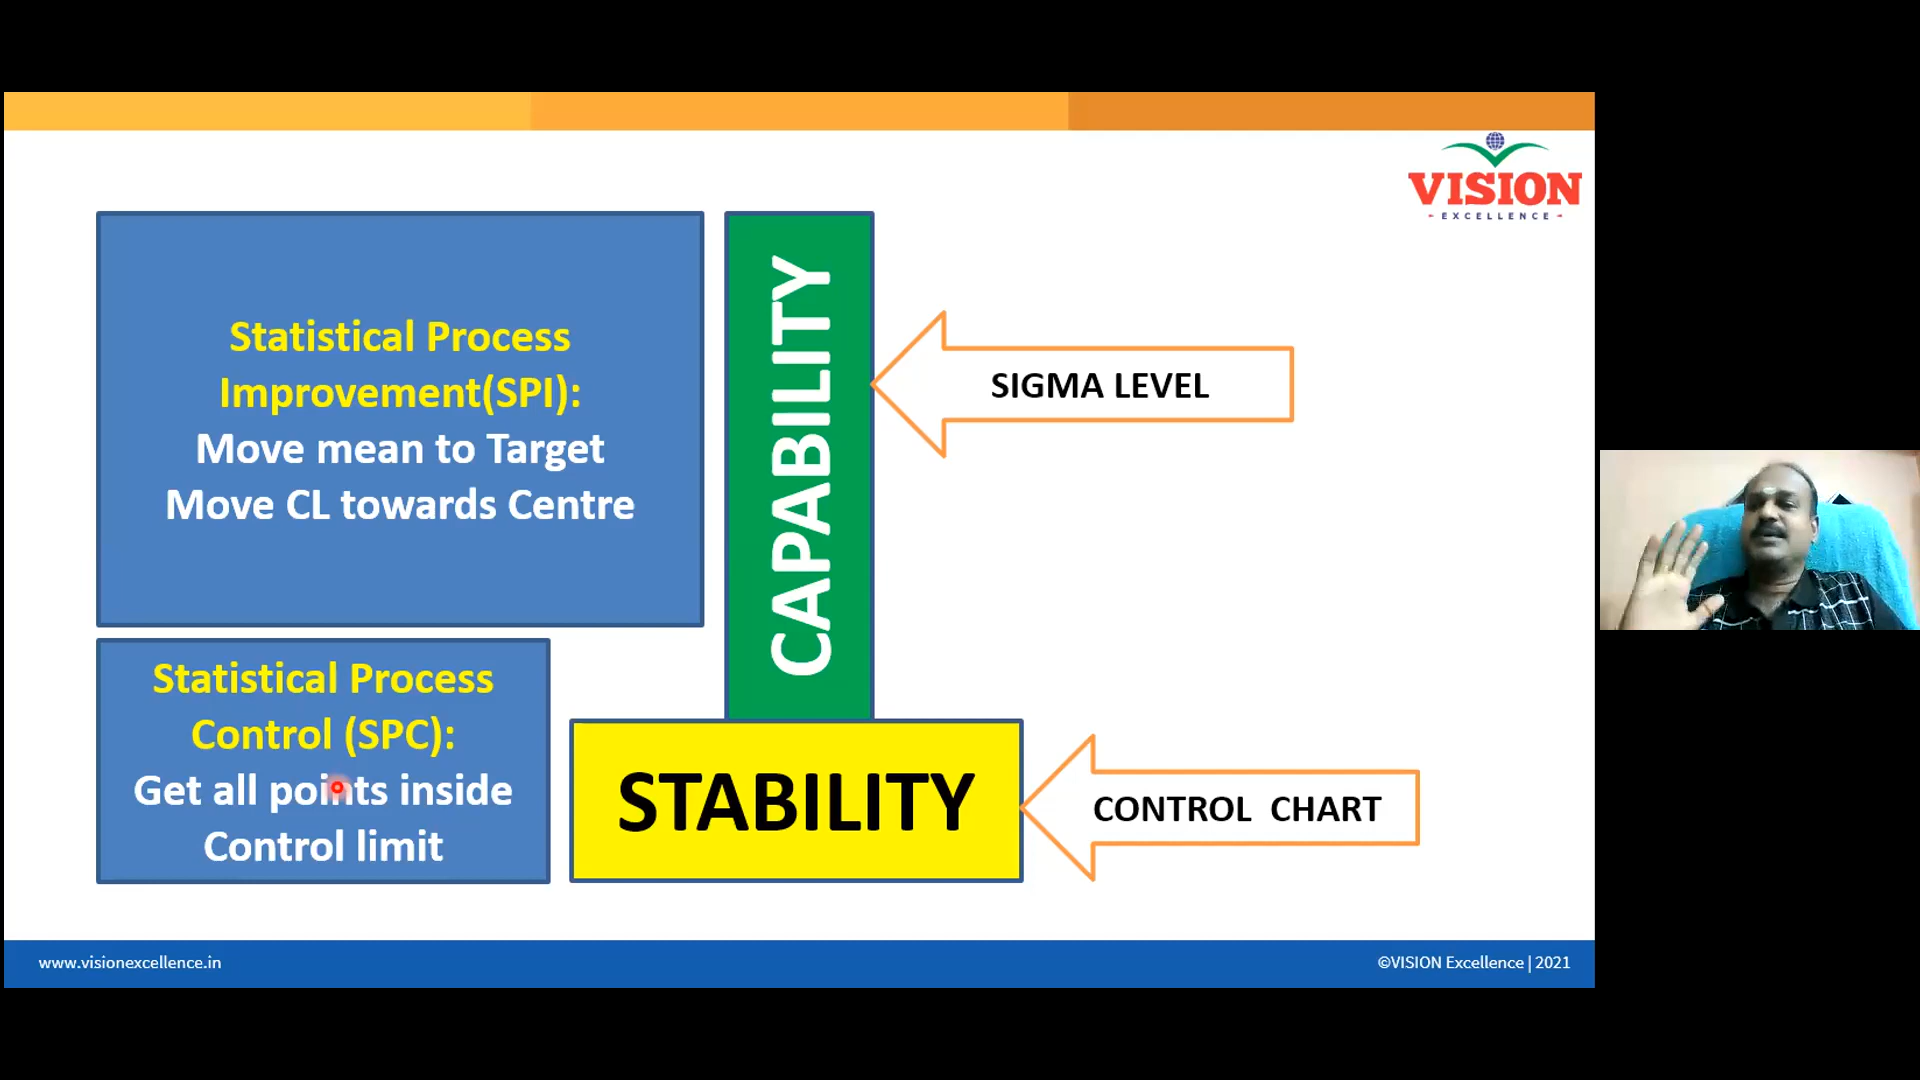 VISION
EXCELLENCE
Statistical Process
Improvement(SPI):
Move mean to Target
Move CL towards Centre
CAPABILITY
SIGMA LEVEL
Statistical Process
Control (SPC):
Get all points inside
Control limit
STABILITY
CONTROL CHART
www.visionexcellence.in
©VISION Excellence | 2021